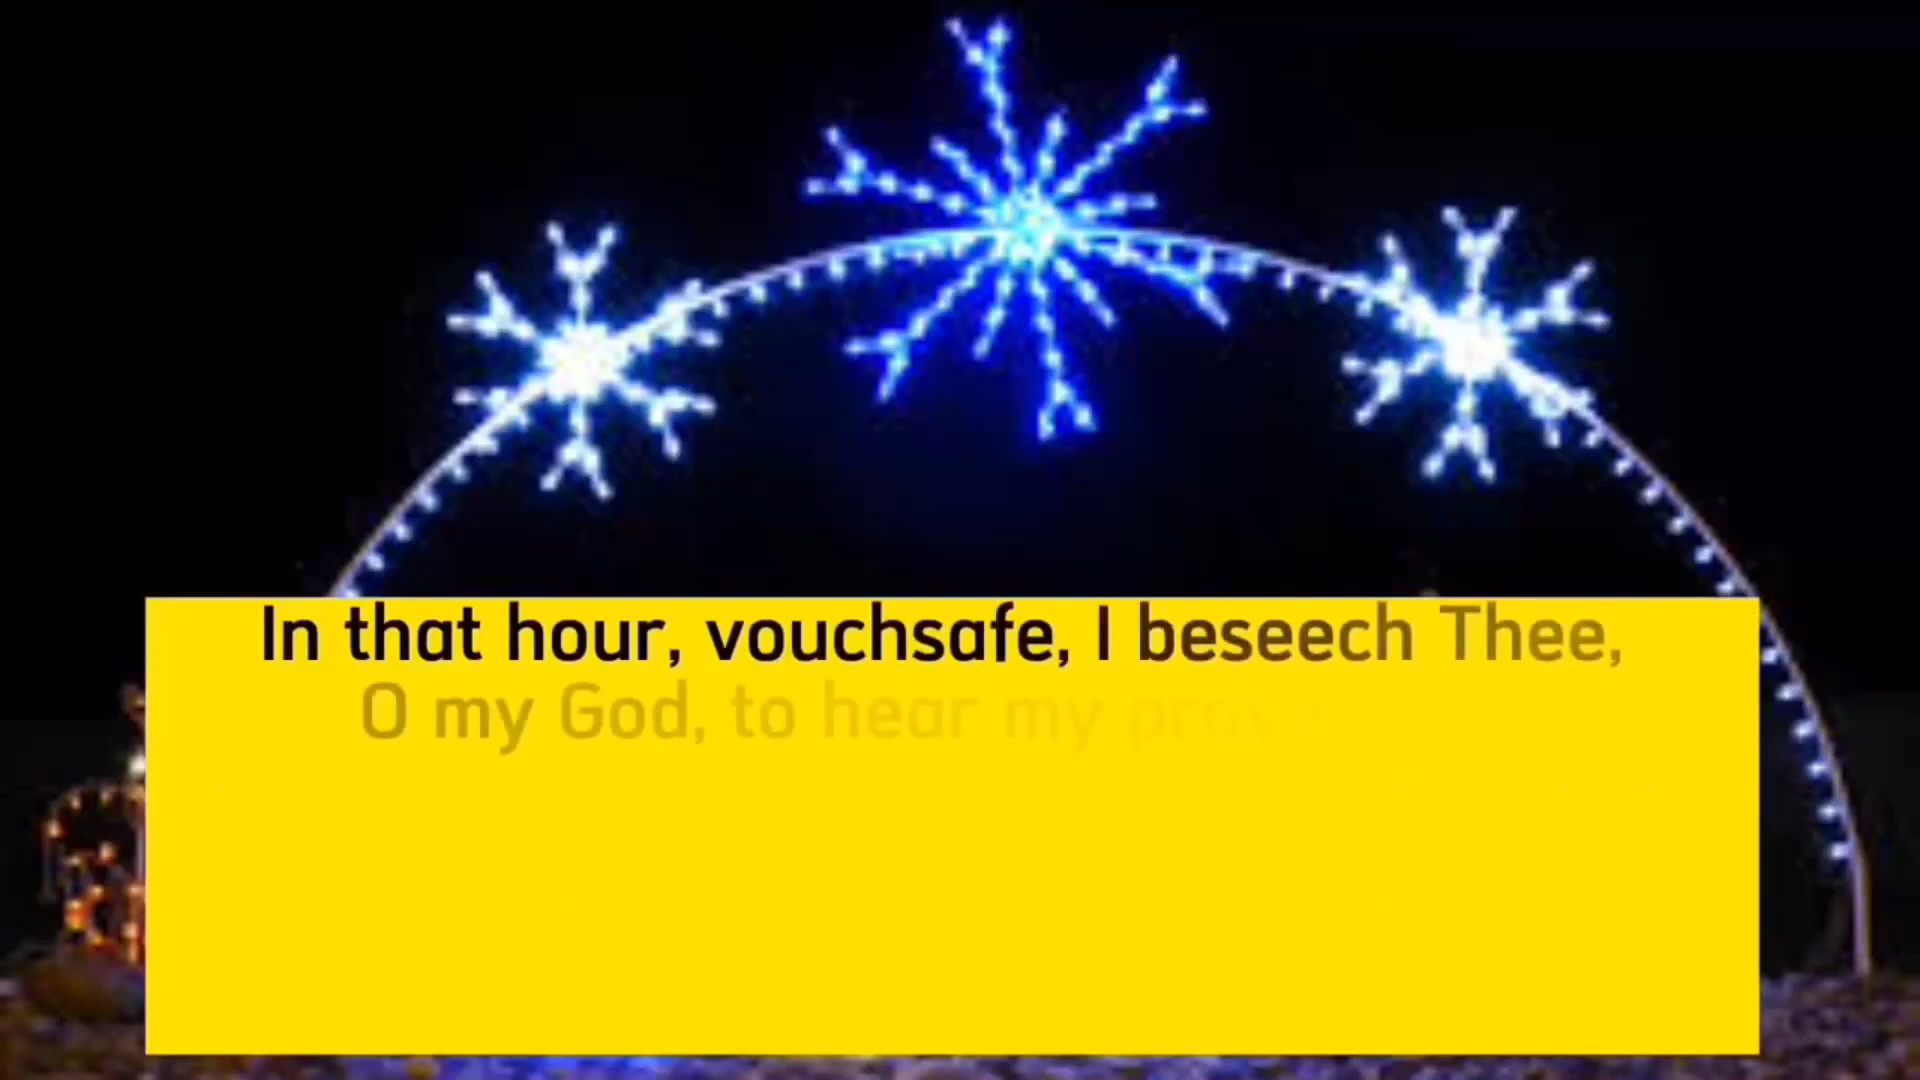 In that hour, vouchsafe, I beseech Thee,
O my God, to hear my